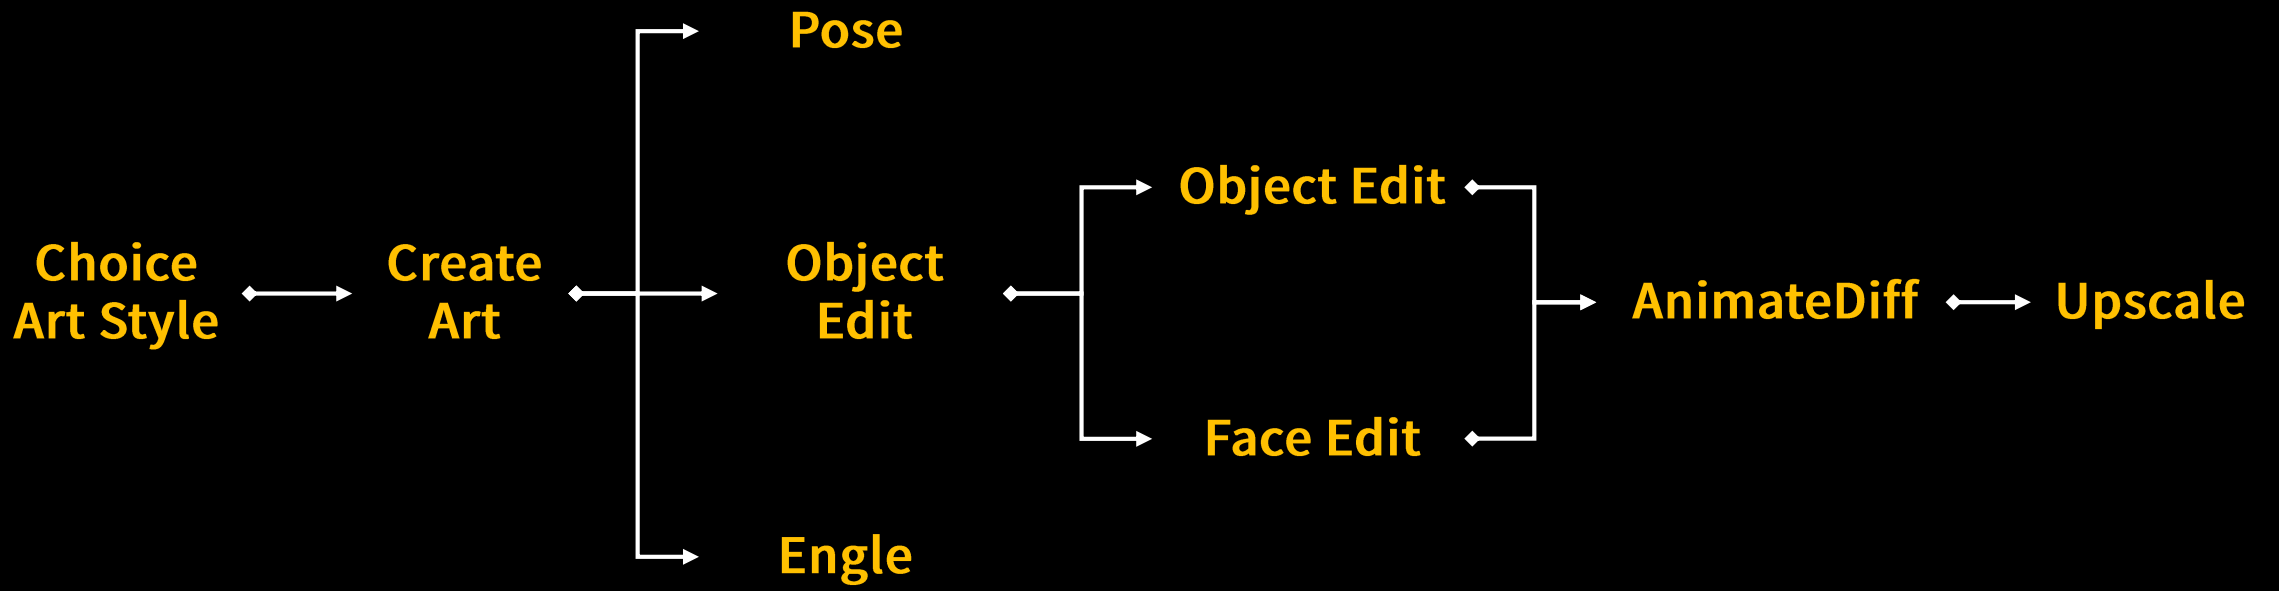 Pose
Choice
Art Style
Create
Art
Object
Edit
Engle
Object Edit
Face Edit
AnimateDiff
Upscale